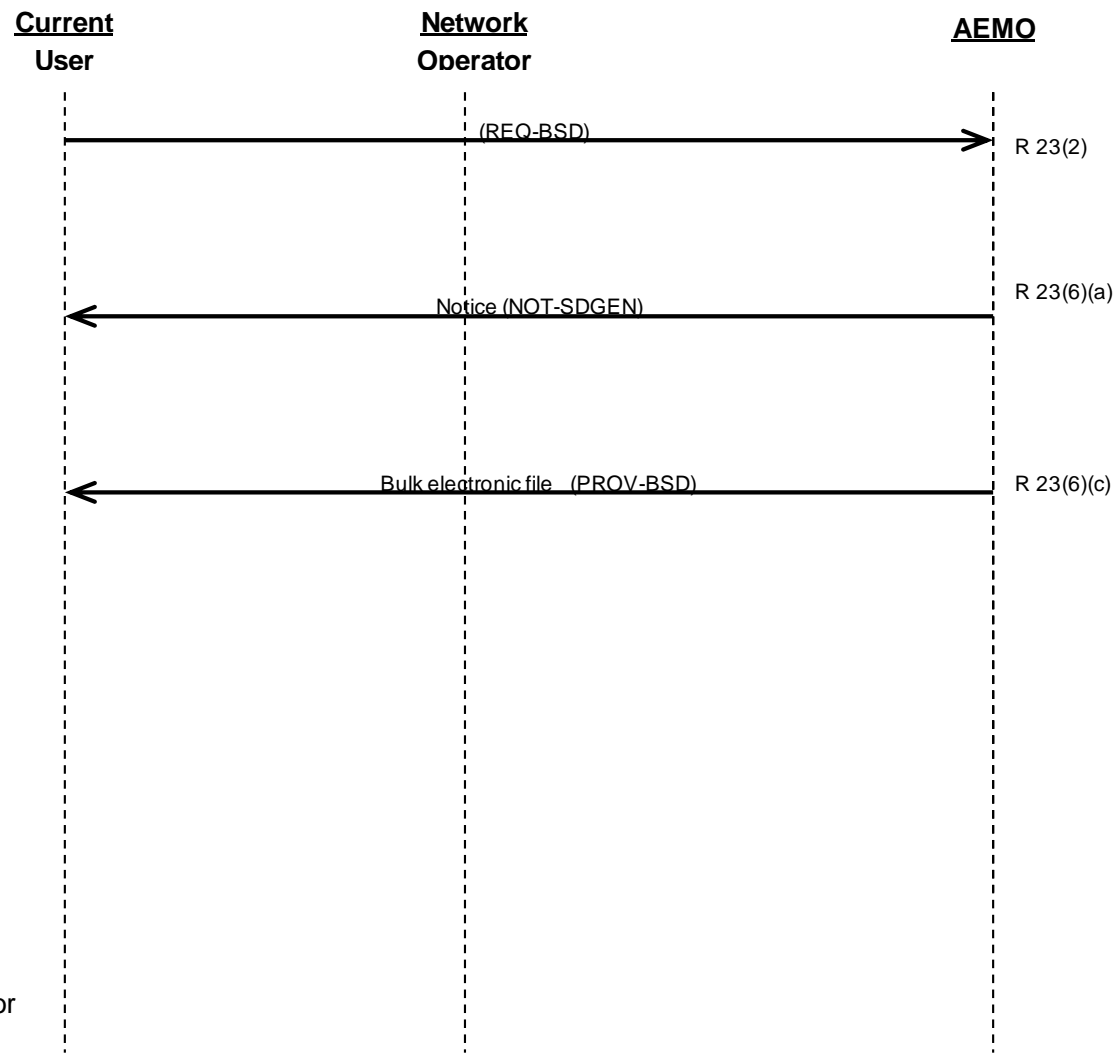 Current
User
Network
Operator
AEMO
(REQ-BSD)
R 23(2)
R 23(6)(a)
Notice (NOT-SDGEN)
Bulk electronic file (PROV-BSD)
R 23(6)(c)
or